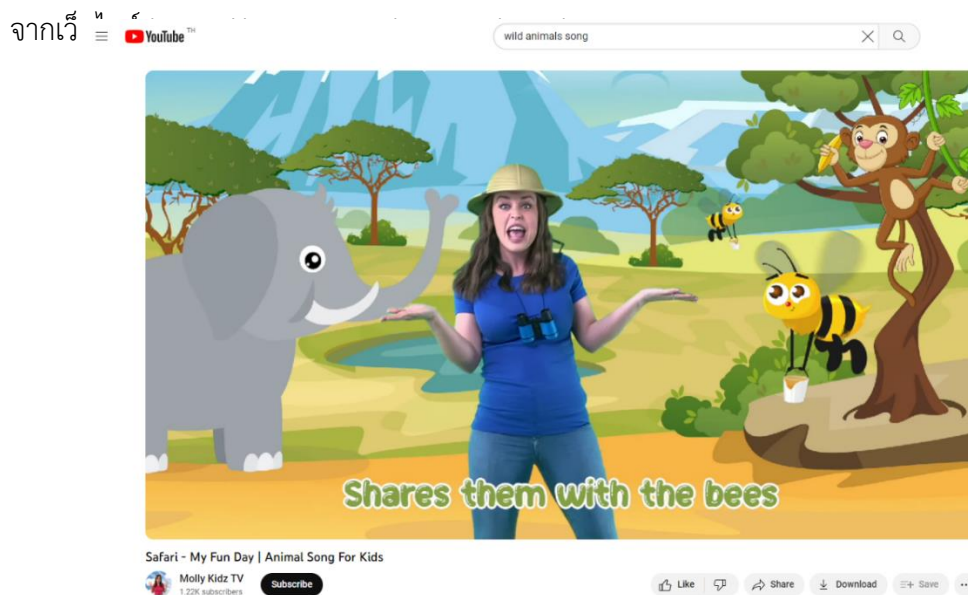 จากเว็
YouTube TH
wild animals song
Shares them with the bees
Safari - My Fun Day | Animal Song For Kids
Molly Kidz TV
1.22K subscribers
Subscribe
Like
Share
Download
Save